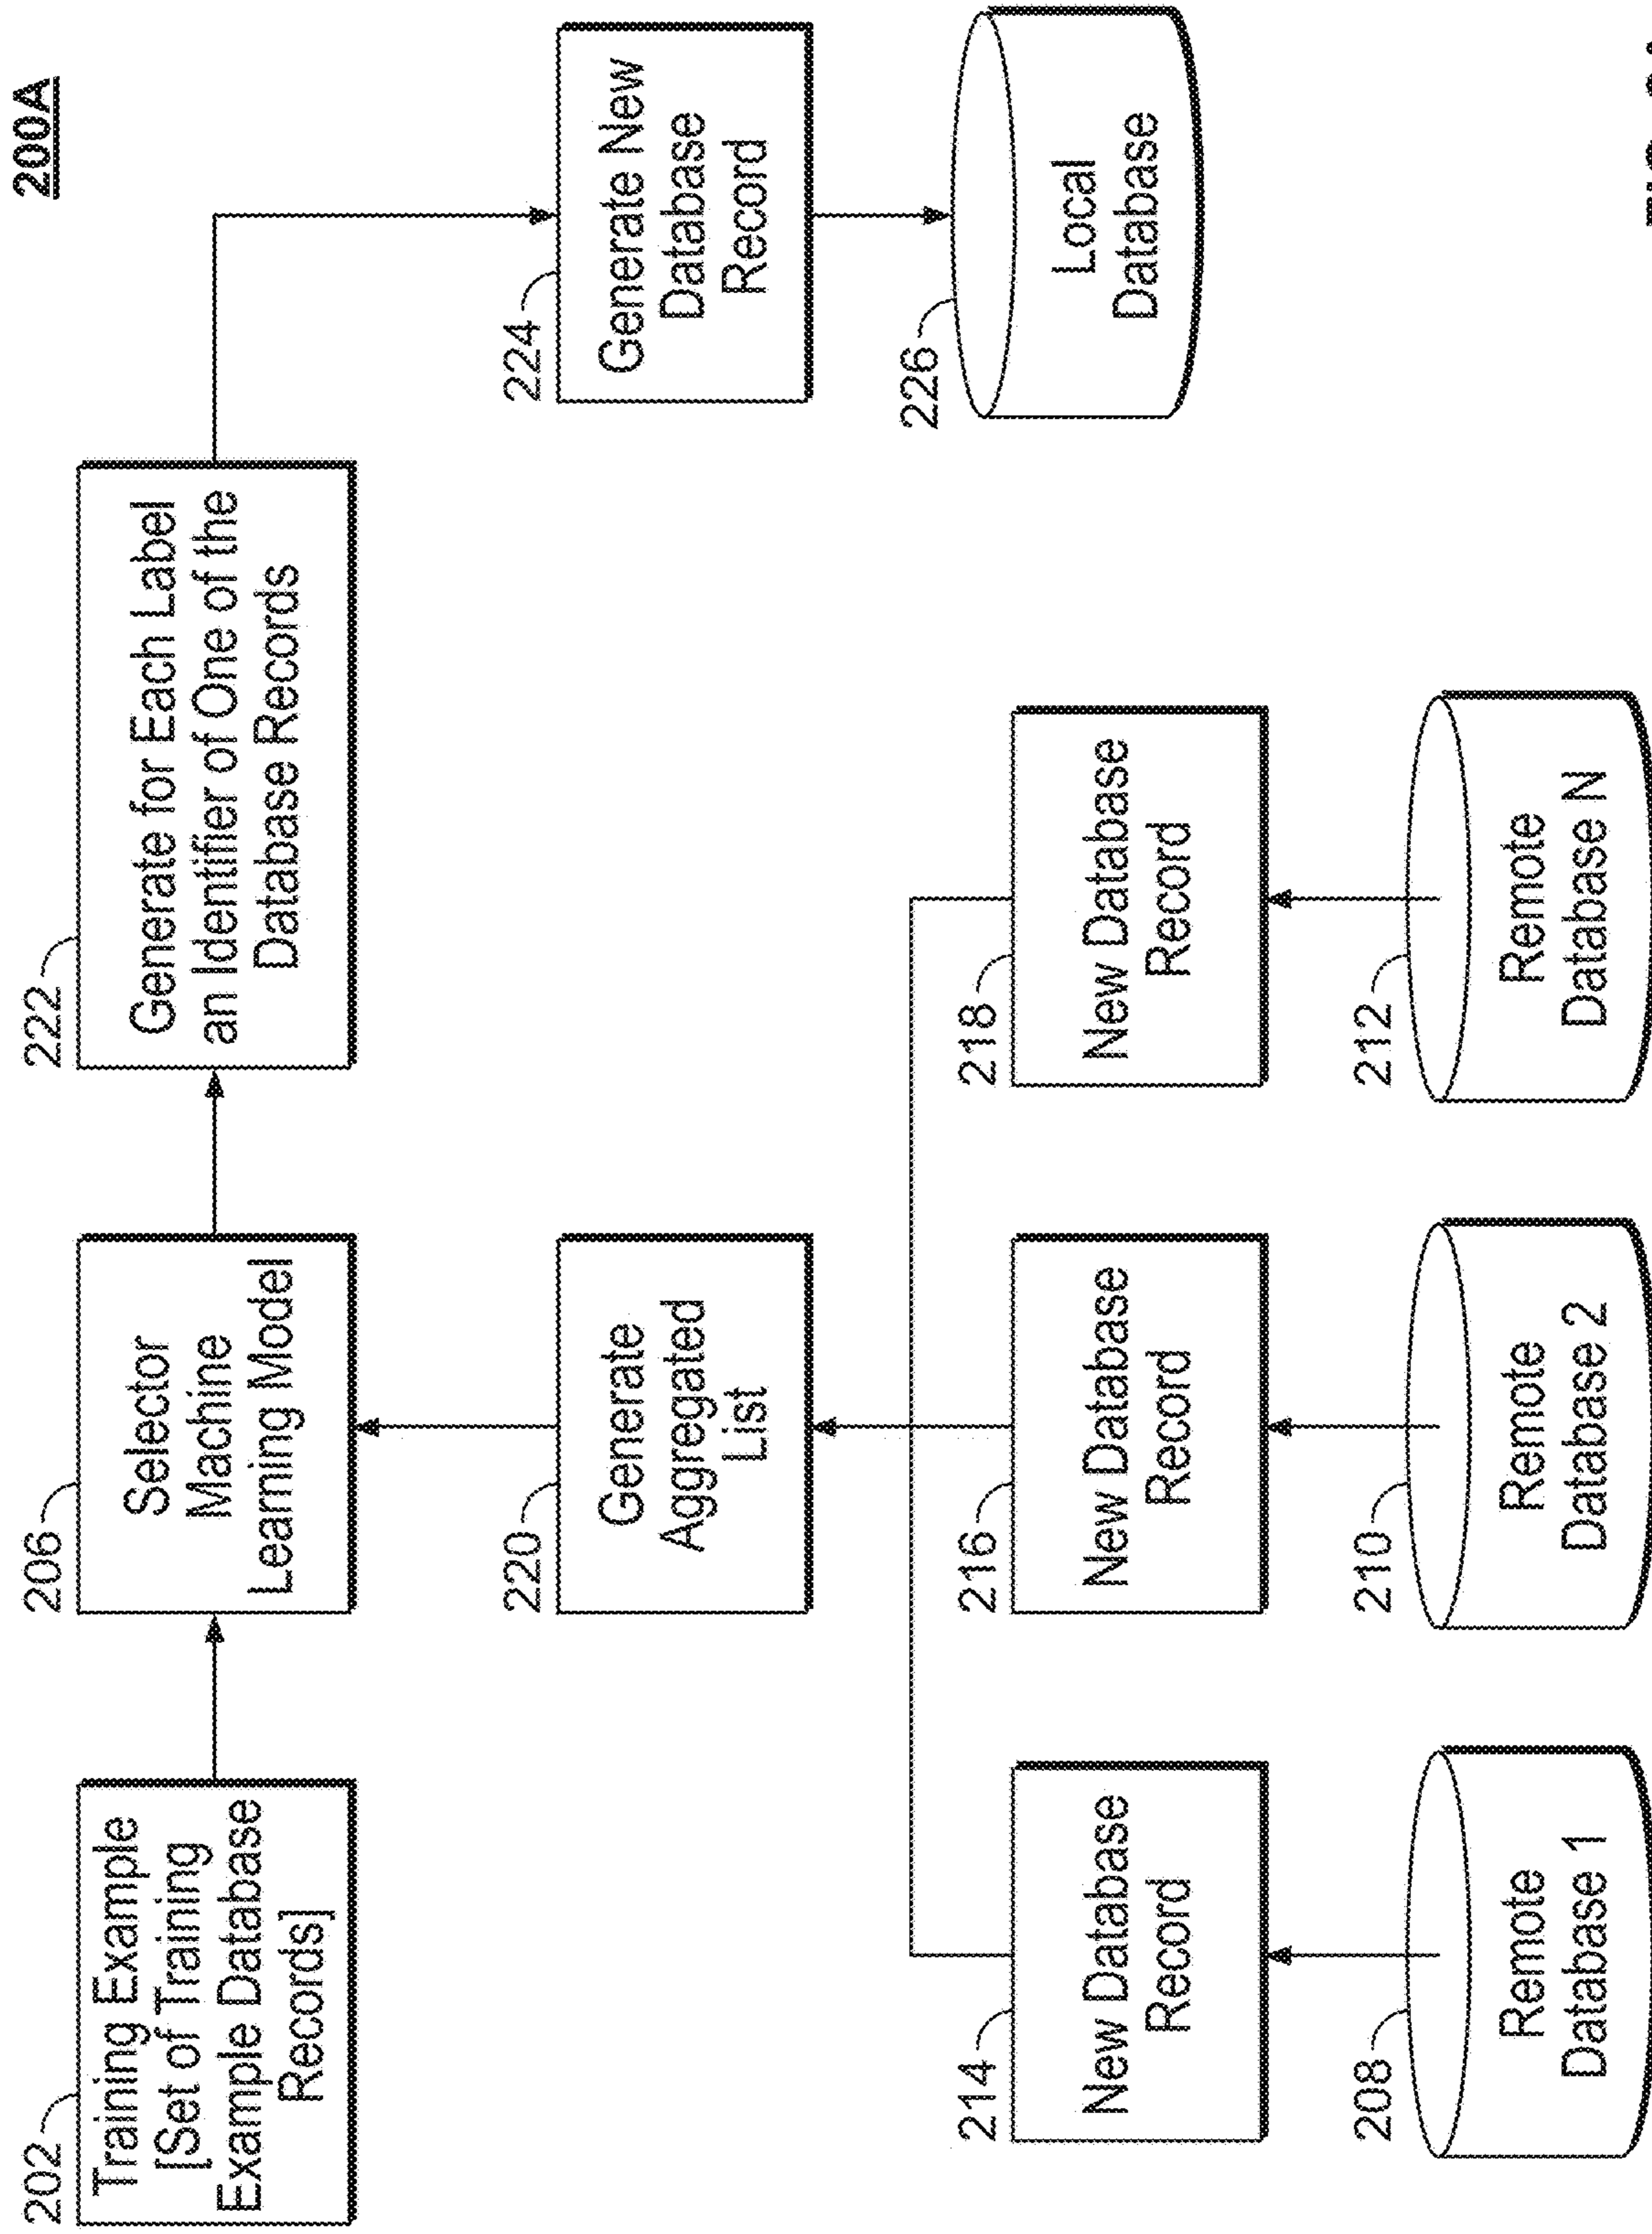 200A
202
Training Example
[Set of Training
Example Database
Records]
206
Selector
Machine
Learning Model
222
Generate for Each Label
an Identifier of One of the
Database Records
220
Generate
Aggregated
List
224
Generate New
Database
Record
226
Local
Database
214
New Database
Record
216
New Database
Record
218
New Database
Record
208
Remote
Database 1
210
Remote
Database 2
212
Remote
Database N